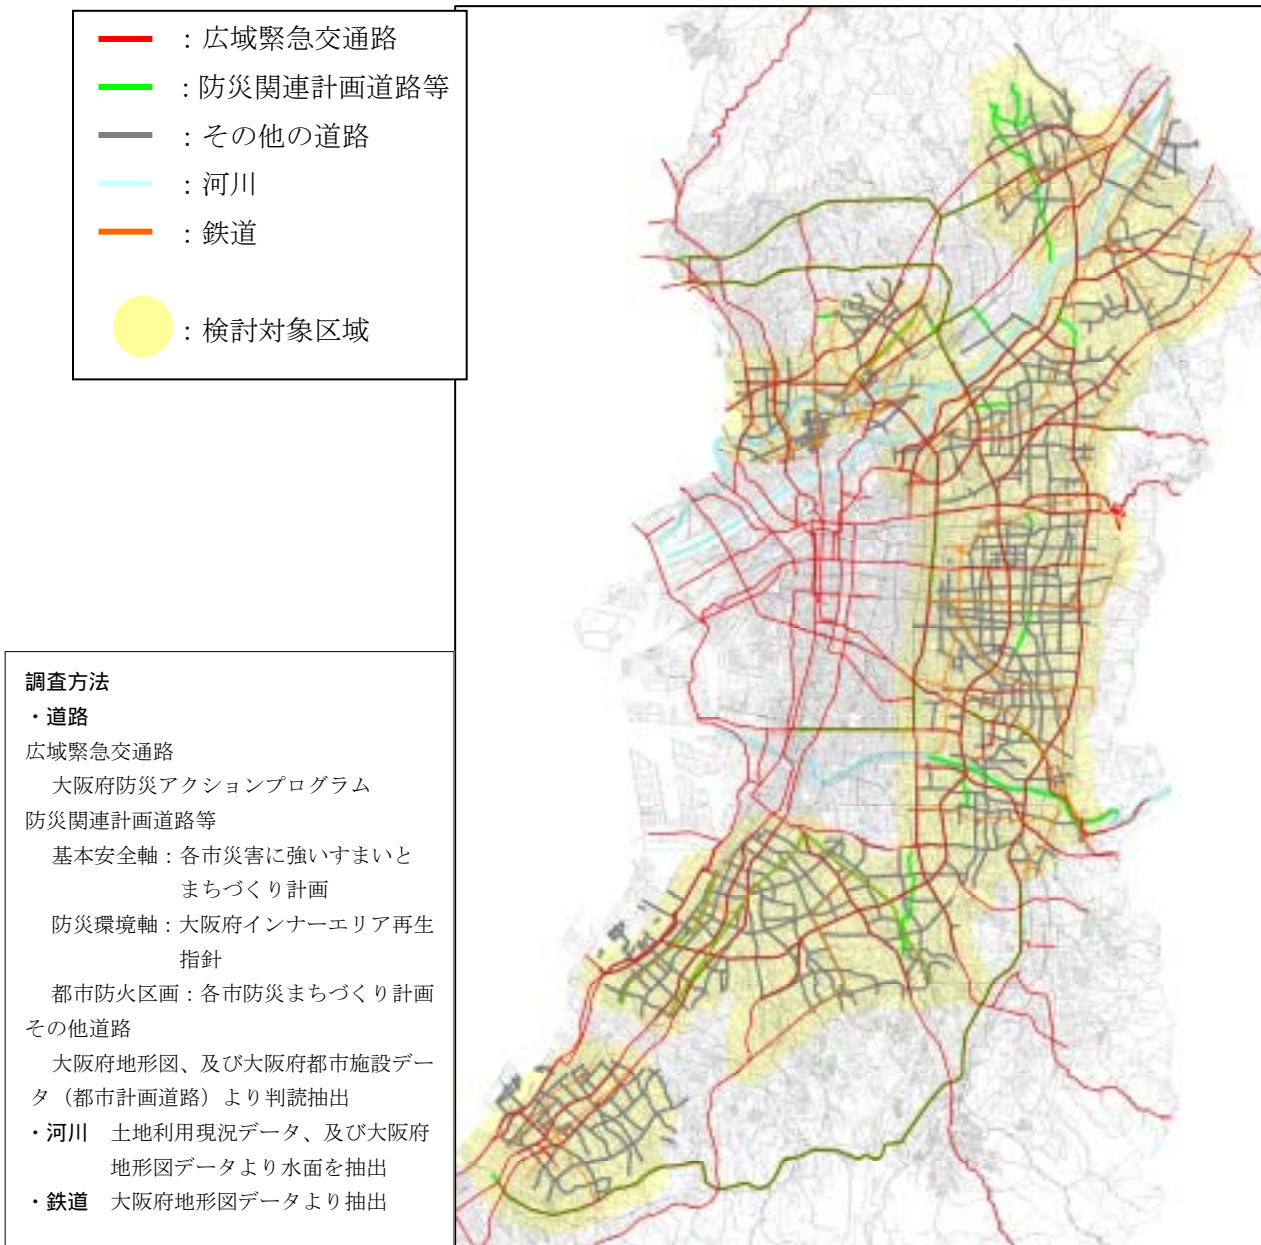 ：広域緊急交通路
：防災関連計画道路等
：その他の道路
：河川
：鉄道
：検討対象区域
調査方法
・道路
広域緊急交通路
大阪府防災アクションプログラム
防災関連計画道路等
基本安全軸：各市災害に強いすまいと
まちづくり計画
防災環境軸：大阪府インナーエリア再生
指針
都市防火区画：各市防災まちづくり計画
その他道路
大阪府地形図、及び大阪府都市施設デー
タ（都市計画道路）より判読抽出
・河川　土地利用現況データ、及び大阪府
地形図データより水面を抽出
・鉄道　大阪府地形図データより抽出